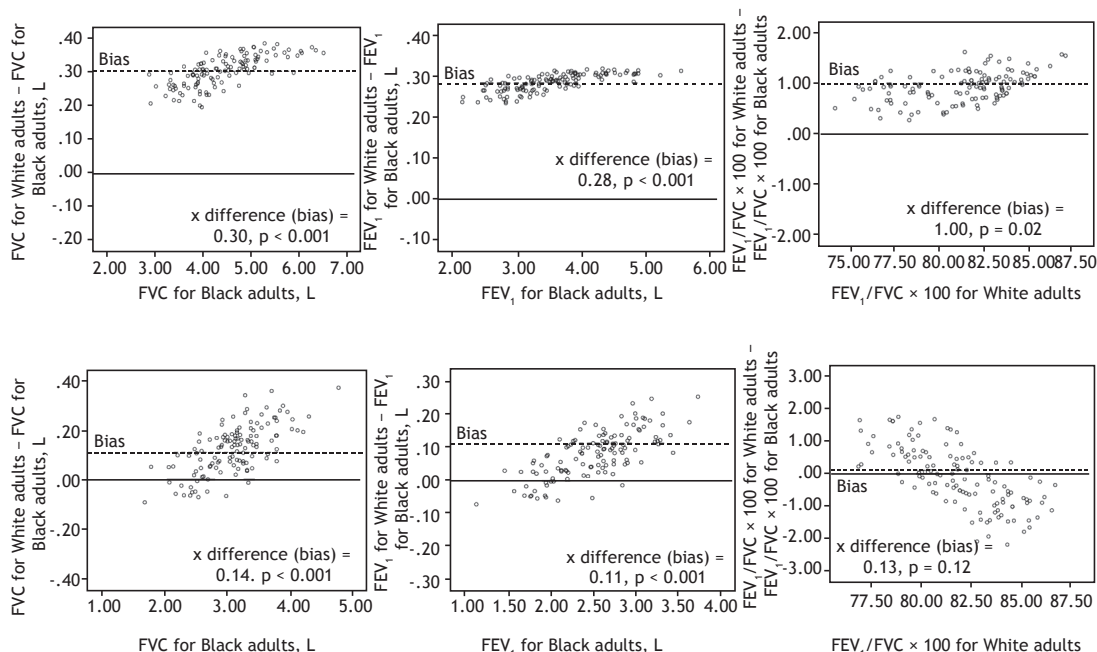 FVC for White adults – FVC for
Black adults, L
.40
.30
.20
.10
.00
-.10
-.20
Bias
x difference (bias) =
0.30, p < 0.001
2.00 3.00 4.00 5.00 6.00 7.00
FVC for Black adults, L
FEV1 for White adults – FEV1
for Black adults, L
.40
.30
.20
.10
.00
-.10
Bias
x difference (bias) =
0.28, p < 0.001
2.00 3.00 4.00 5.00 6.00
FEV1 for Black adults, L
FEV1/FVC × 100 for White adults –
FEV1/FVC × 100 for Black adults
2.00
1.00
.00
-1.00
-2.00
Bias
x difference (bias) =
1.00, p = 0.02
75.00 77.50 80.00 82.50 85.00 87.50
FEV1/FVC × 100 for White adults
FVC for White adults – FVC for
Black adults, L
.40
.20
.00
-.20
-.40
Bias
x difference (bias) =
0.14. p < 0.001
1.00 2.00 3.00 4.00 5.00
FVC for Black adults, L
FEV1 for White adults – FEV1
for Black adults, L
.30
.20
.10
.00
-.10
-.20
-.30
Bias
x difference (bias) =
0.11, p < 0.001
1.00 2.00 3.00 4.00
FEV1 for Black adults, L
FEV1/FVC × 100 for White adults –
FEV1/FVC × 100 for Black adults
3.00
2.00
1.00
.00
-1.00
-2.00
-3.00
Bias
x difference (bias) =
0.13, p = 0.12
77.50 80.00 82.50 85.00 87.50
FEV1/FVC × 100 for White adults